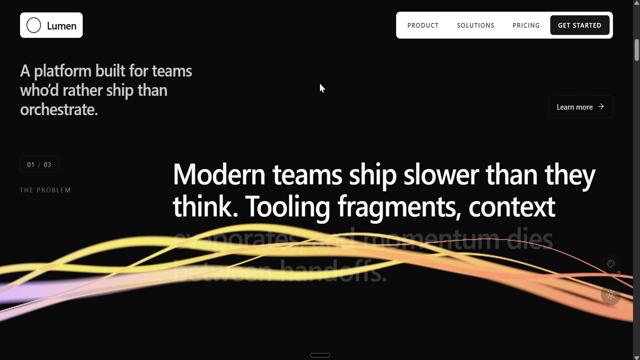 Lumen
PRODUCT SOLUTIONS PRICING GET STARTED
A platform built for teams
who'd rather ship than
orchestrate.
Learn more →
01 / 03
THE PROBLEM
Modern teams ship slower than they
think. Tooling fragments, context
evaporates, and momentum dies
between handoffs.